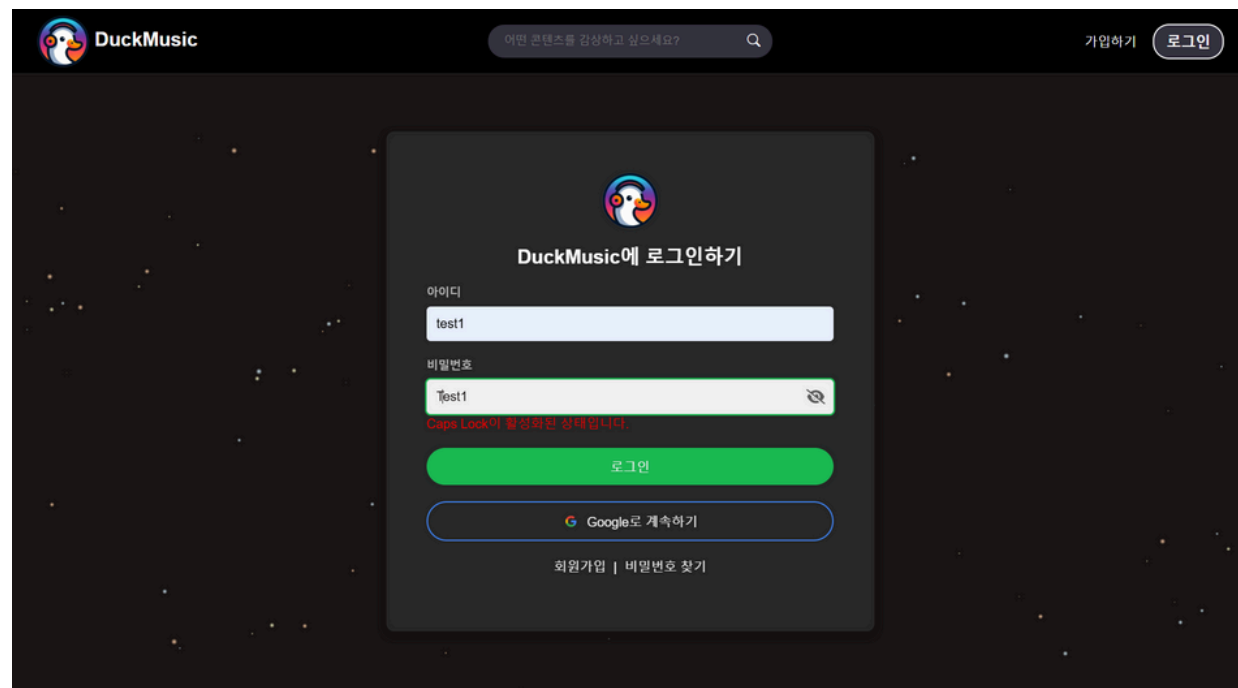 DuckMusic
어떤 콘텐츠를 감상하고 싶으세요?
가입하기
로그인
DuckMusic에 로그인하기
아이디
test1
비밀번호
Test1
Caps Lock이 활성화된 상태입니다.
로그인
G Google로 계속하기
회원가입 | 비밀번호 찾기